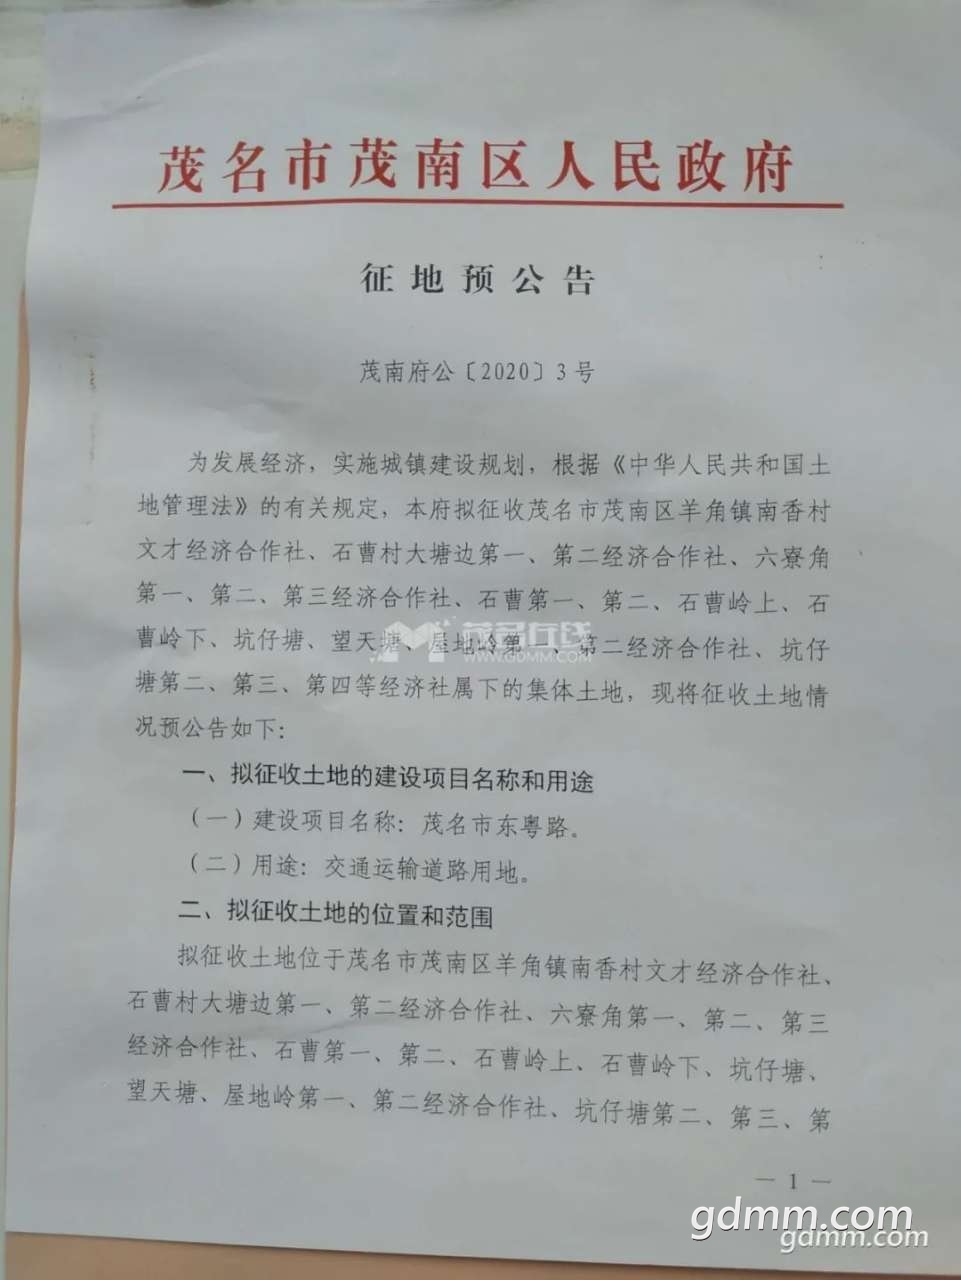 茂名市茂南区人民政府
征地预公告
茂南府公〔2020〕3号
为发展经济，实施城镇建设规划，根据《中华人民共和国土
地管理法》的有关规定，本府拟征收茂名市茂南区羊角镇南香村
文才经济合作社、石曹村大塘边第一、第二经济合作社、六寮角
第一、第二、第三经济合作社、石曹第一、第二、石曹岭上、石
曹岭下、坑仔塘、望天塘、屋地岭第一、第二经济合作社、坑仔
茂名在线
WWW.GDMM.COM
塘第二、第三、第四等经济社属下的集体土地，现将征收土地情
况预公告如下：
一、拟征收土地的建设项目名称和用途
（一）建设项目名称：茂名市东粤路。
（二）用途：交通运输道路用地。
二、拟征收土地的位置和范围
拟征收土地位于茂名市茂南区羊角镇南香村文才经济合作社、
石曹村大塘边第一、第二经济合作社、六寮角第一、第二、第三
经济合作社、石曹第一、第二、石曹岭上、石曹岭下、坑仔塘、
望天塘、屋地岭第一、第二经济合作社、坑仔塘第二、第三、第
— 1 —
gdmm.com
gdmm.com